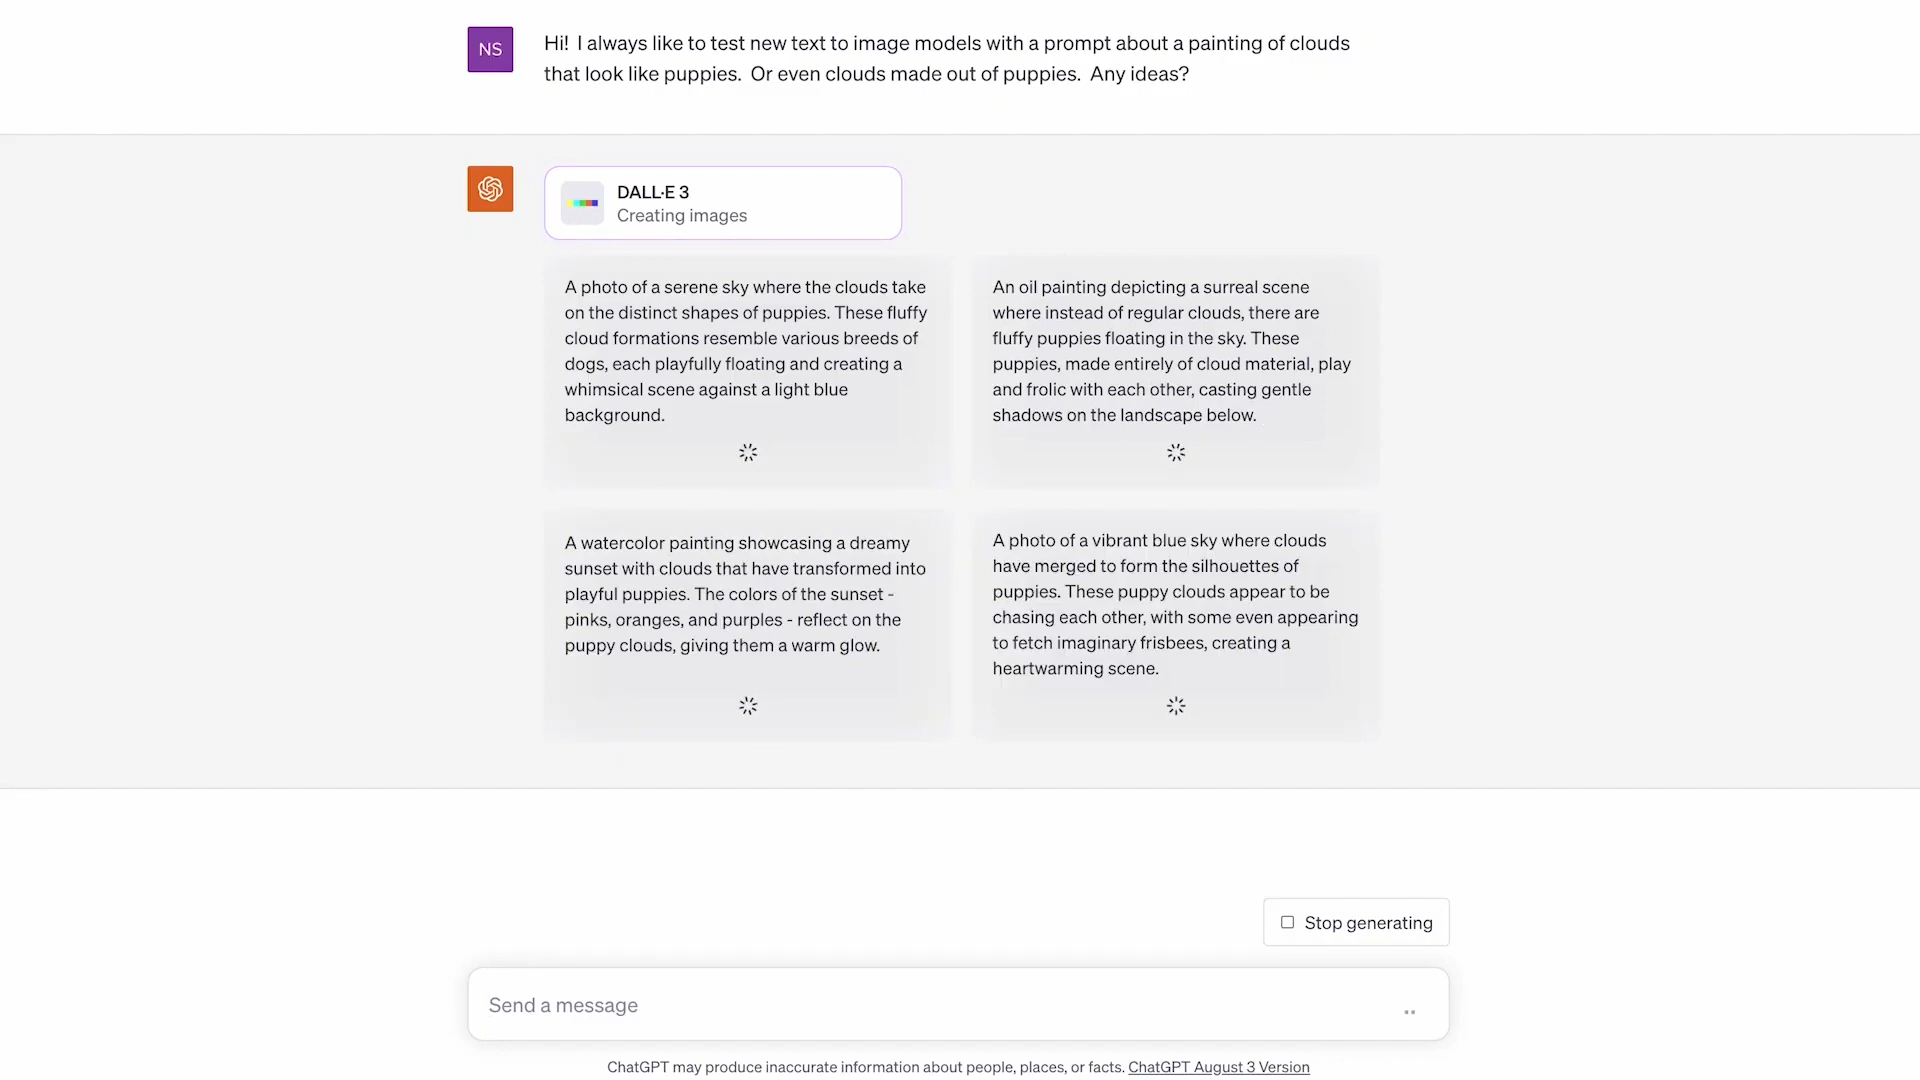 NS
Hi!  I always like to test new text to image models with a prompt about a painting of clouds
that look like puppies.  Or even clouds made out of puppies.  Any ideas?
DALL·E 3
Creating images
A photo of a serene sky where the clouds take
on the distinct shapes of puppies. These fluffy
cloud formations resemble various breeds of
dogs, each playfully floating and creating a
whimsical scene against a light blue
background.
An oil painting depicting a surreal scene
where instead of regular clouds, there are
fluffy puppies floating in the sky. These
puppies, made entirely of cloud material, play
and frolic with each other, casting gentle
shadows on the landscape below.
A watercolor painting showcasing a dreamy
sunset with clouds that have transformed into
playful puppies. The colors of the sunset -
pinks, oranges, and purples - reflect on the
puppy clouds, giving them a warm glow.
A photo of a vibrant blue sky where clouds
have merged to form the silhouettes of
puppies. These puppy clouds appear to be
chasing each other, with some even appearing
to fetch imaginary frisbees, creating a
heartwarming scene.
Stop generating
Send a message
ChatGPT may produce inaccurate information about people, places, or facts. ChatGPT August 3 Version